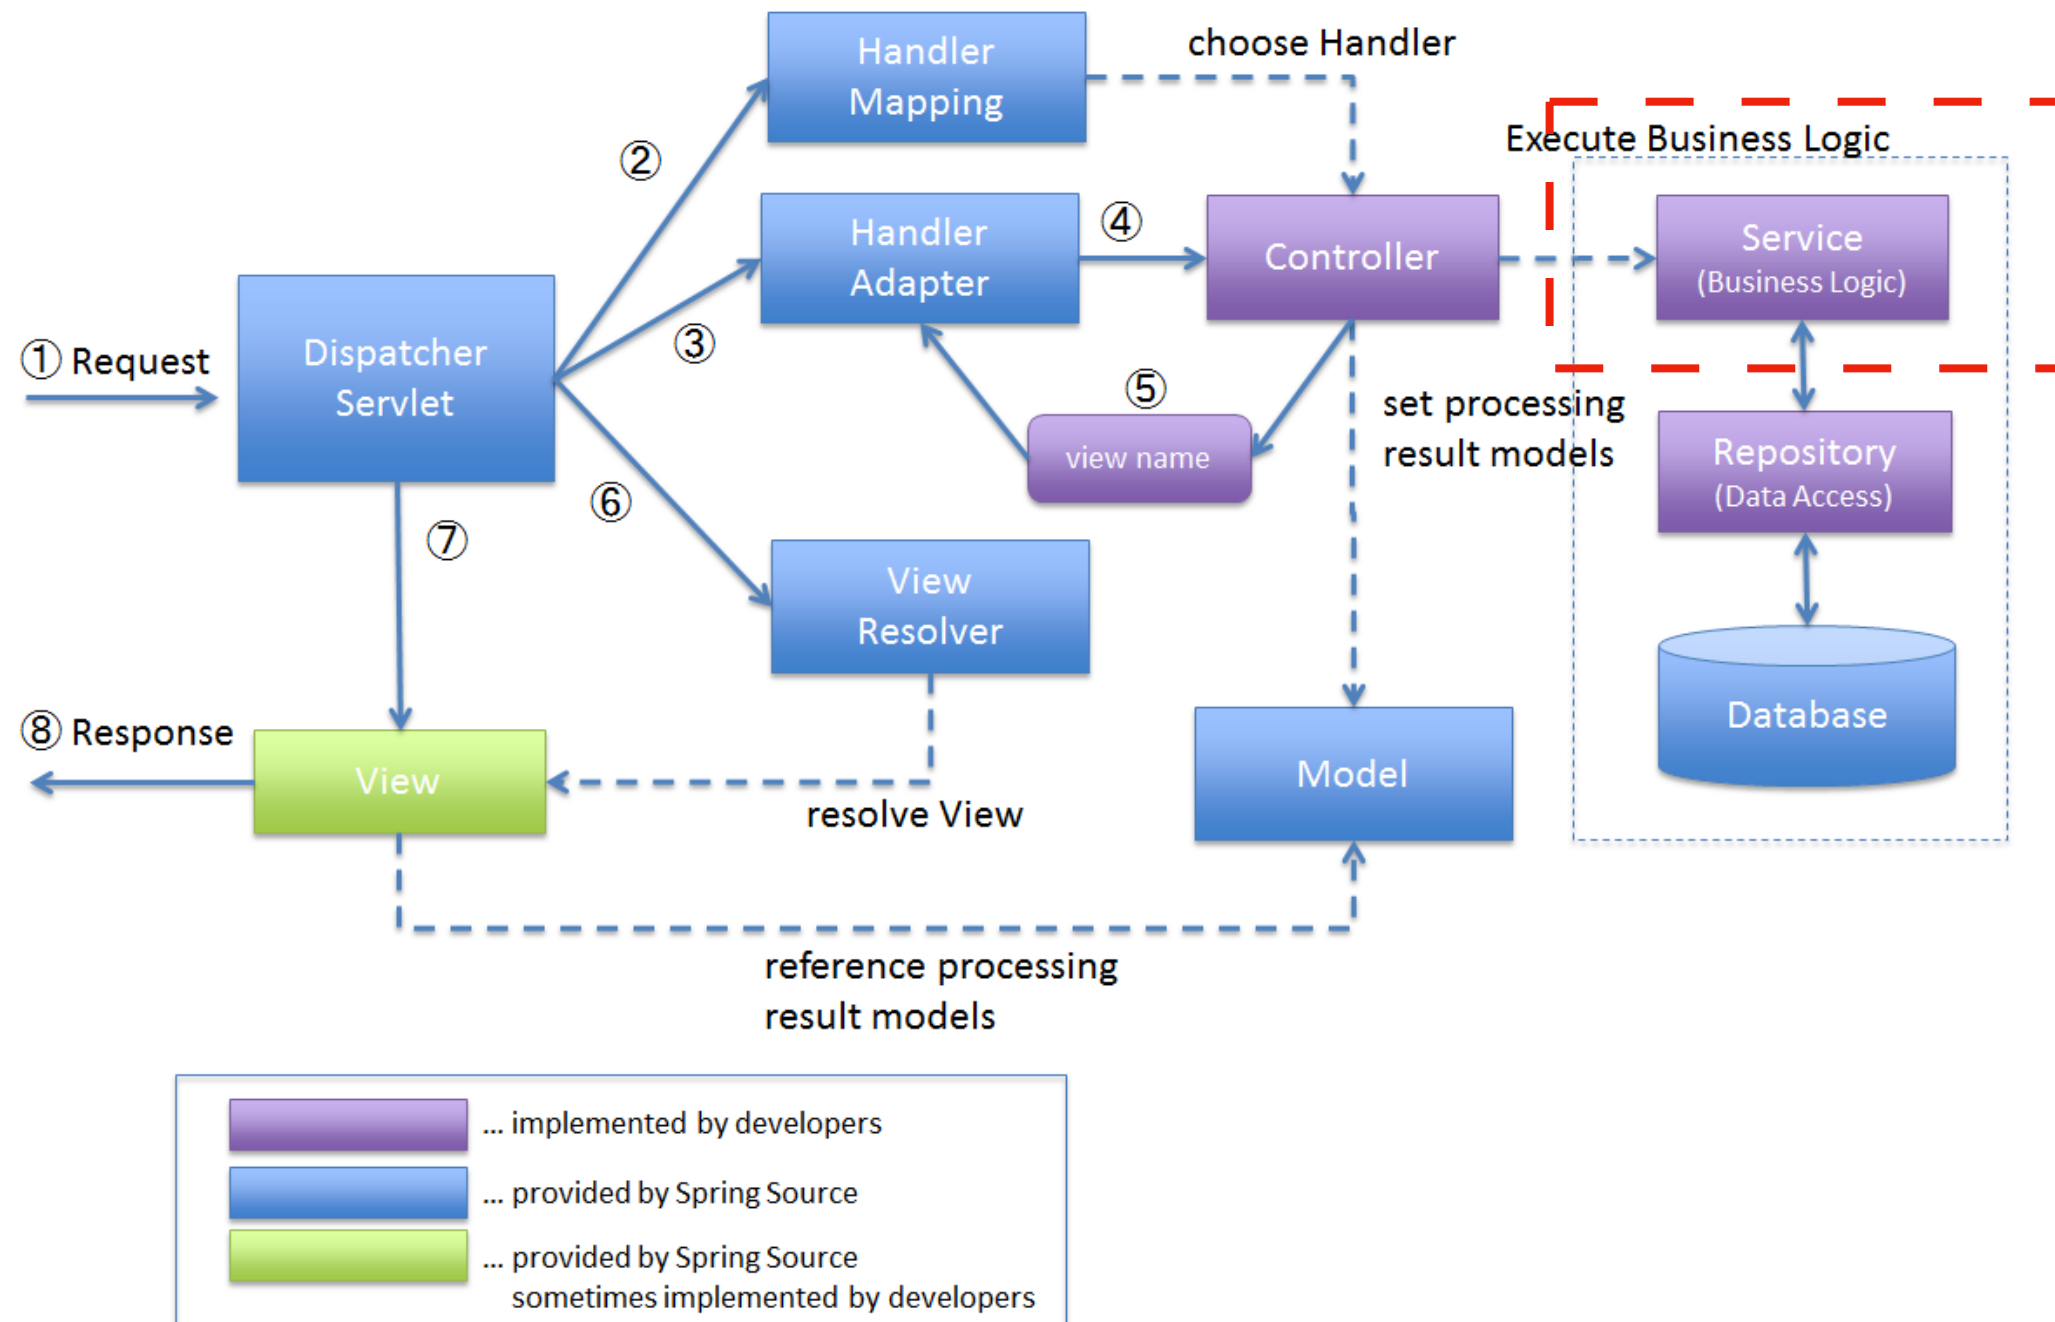 Handler
Mapping
choose Handler
②
Execute Business Logic
Handler
Adapter
④
Controller
Service
(Business Logic)
① Request
Dispatcher
Servlet
③
⑤
view name
set processing
result models
Repository
(Data Access)
⑥
⑦
View
Resolver
Database
⑧ Response
View
resolve View
Model
reference processing
result models
... implemented by developers
... provided by Spring Source
... provided by Spring Source
sometimes implemented by developers